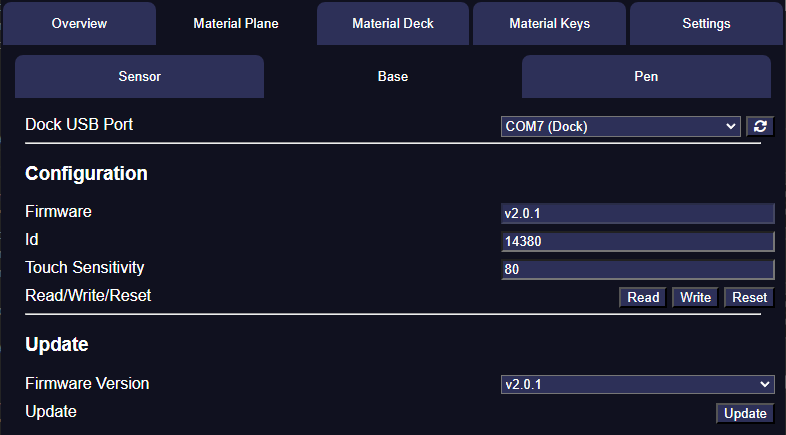 Overview Material Plane Material Deck Material Keys Settings
Sensor Base Pen
Dock USB Port COM7 (Dock)
Configuration
Firmware v2.0.1
Id 14380
Touch Sensitivity 80
Read/Write/Reset Read Write Reset
Update
Firmware Version v2.0.1
Update Update